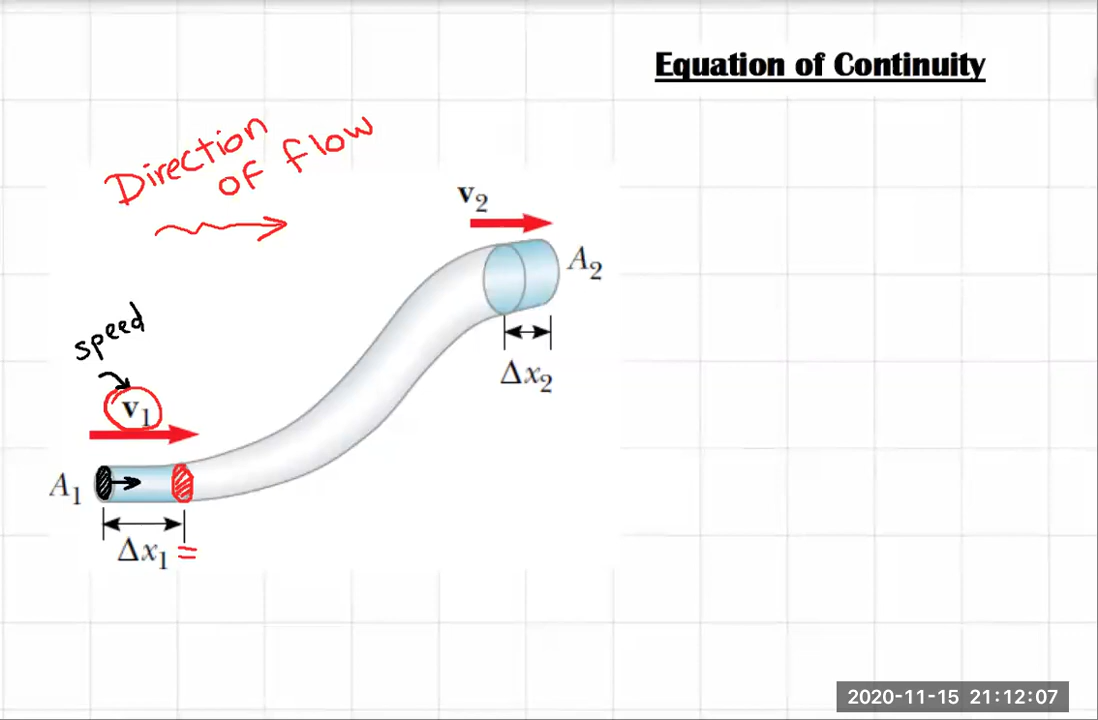 Equation of Continuity
Direction
of flow
v₂
A₂
Δx₂
speed
v₁
A₁
Δx₁ =
2020-11-15 21:12:07